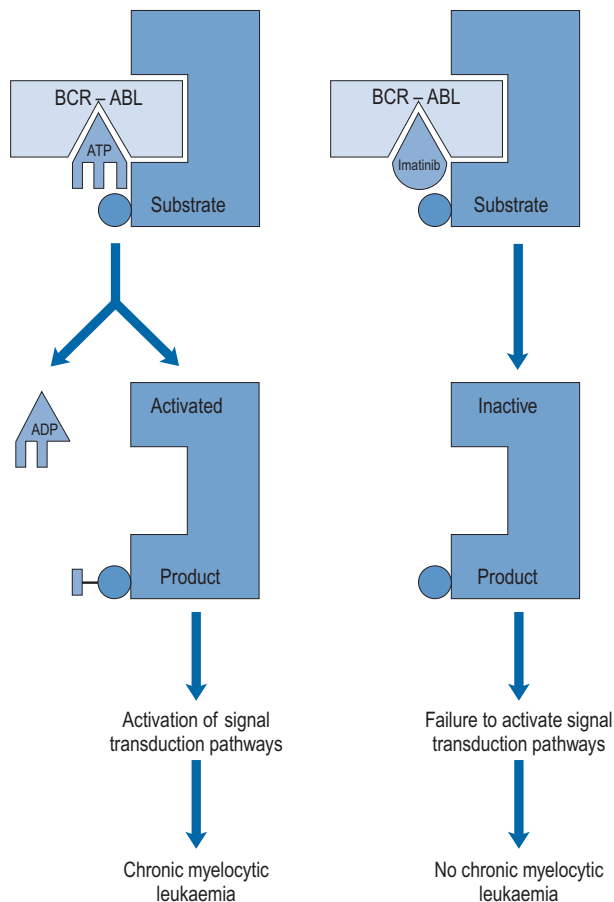 BCR – ABL
ATP
Substrate
ADP
Activated
Product
Activation of signal
transduction pathways
Chronic myelocytic
leukaemia
BCR – ABL
Imatinib
Substrate
Inactive
Product
Failure to activate signal
transduction pathways
No chronic myelocytic
leukaemia